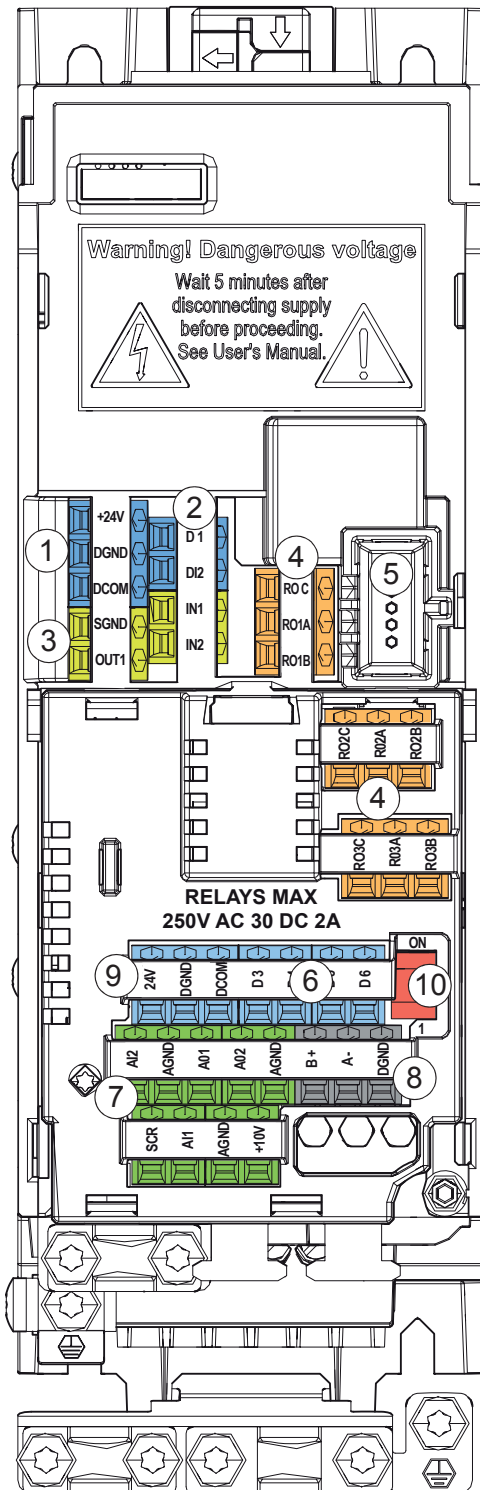 Warning! Dangerous voltage
Wait 5 minutes after
disconnecting supply
before proceeding.
See User's Manual.
1
+24V
DGND
DCOM
3
SGND
OUT1
2
D 1
DI2
IN1
IN2
4
RO C
RO1A
RO1B
5
RO2C
R02A
RO2B
4
RO3C
R03A
RO3B
RELAYS MAX
250V AC 30 DC 2A
9
24V
DGND
DCOM
D 3
6
D 6
ON
10
1
AI2
AGND
A01
A02
AGND
B+
A-
DGND
8
7
SCR
AI1
AGND
+10V